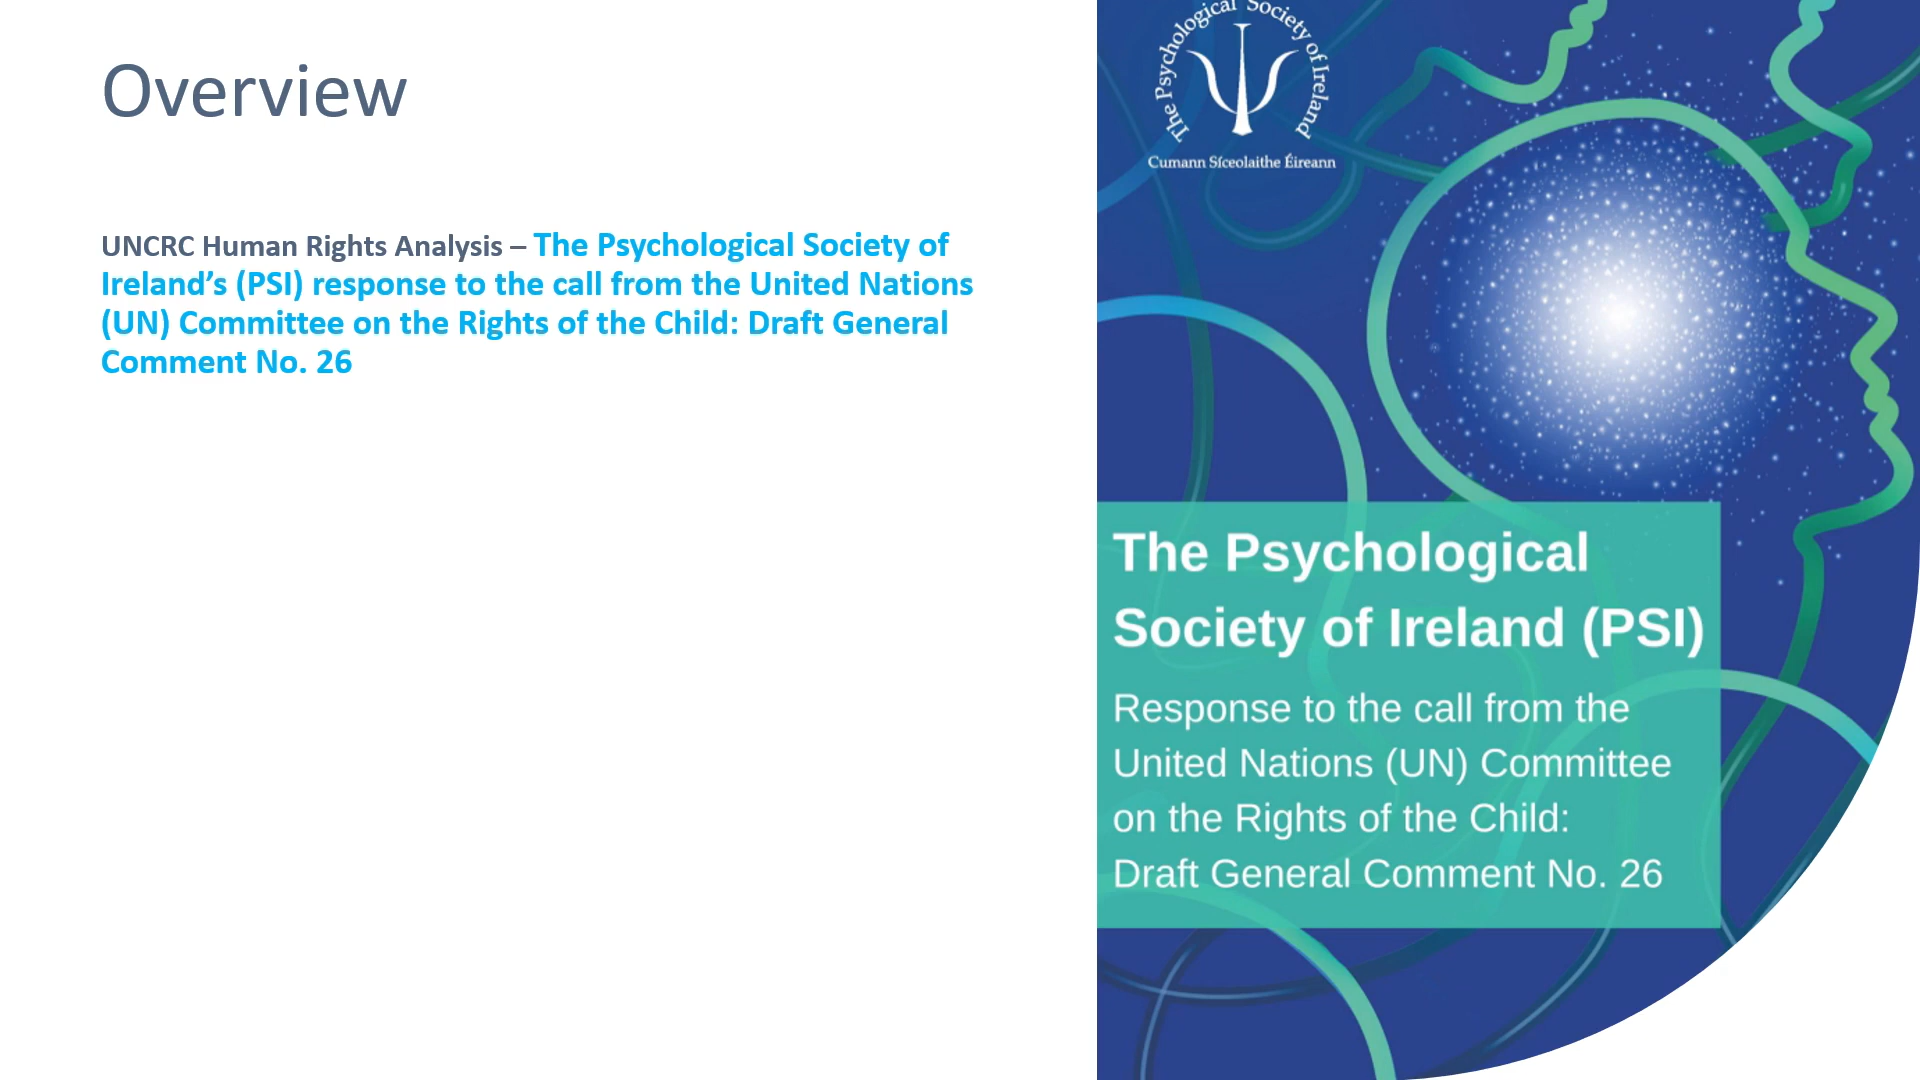 Overview
UNCRC Human Rights Analysis – The Psychological Society of
Ireland’s (PSI) response to the call from the United Nations
(UN) Committee on the Rights of the Child: Draft General
Comment No. 26
The Psychological Society of Ireland
Cumann Síceolaithe Éireann
The Psychological
Society of Ireland (PSI)
Response to the call from the
United Nations (UN) Committee
on the Rights of the Child:
Draft General Comment No. 26